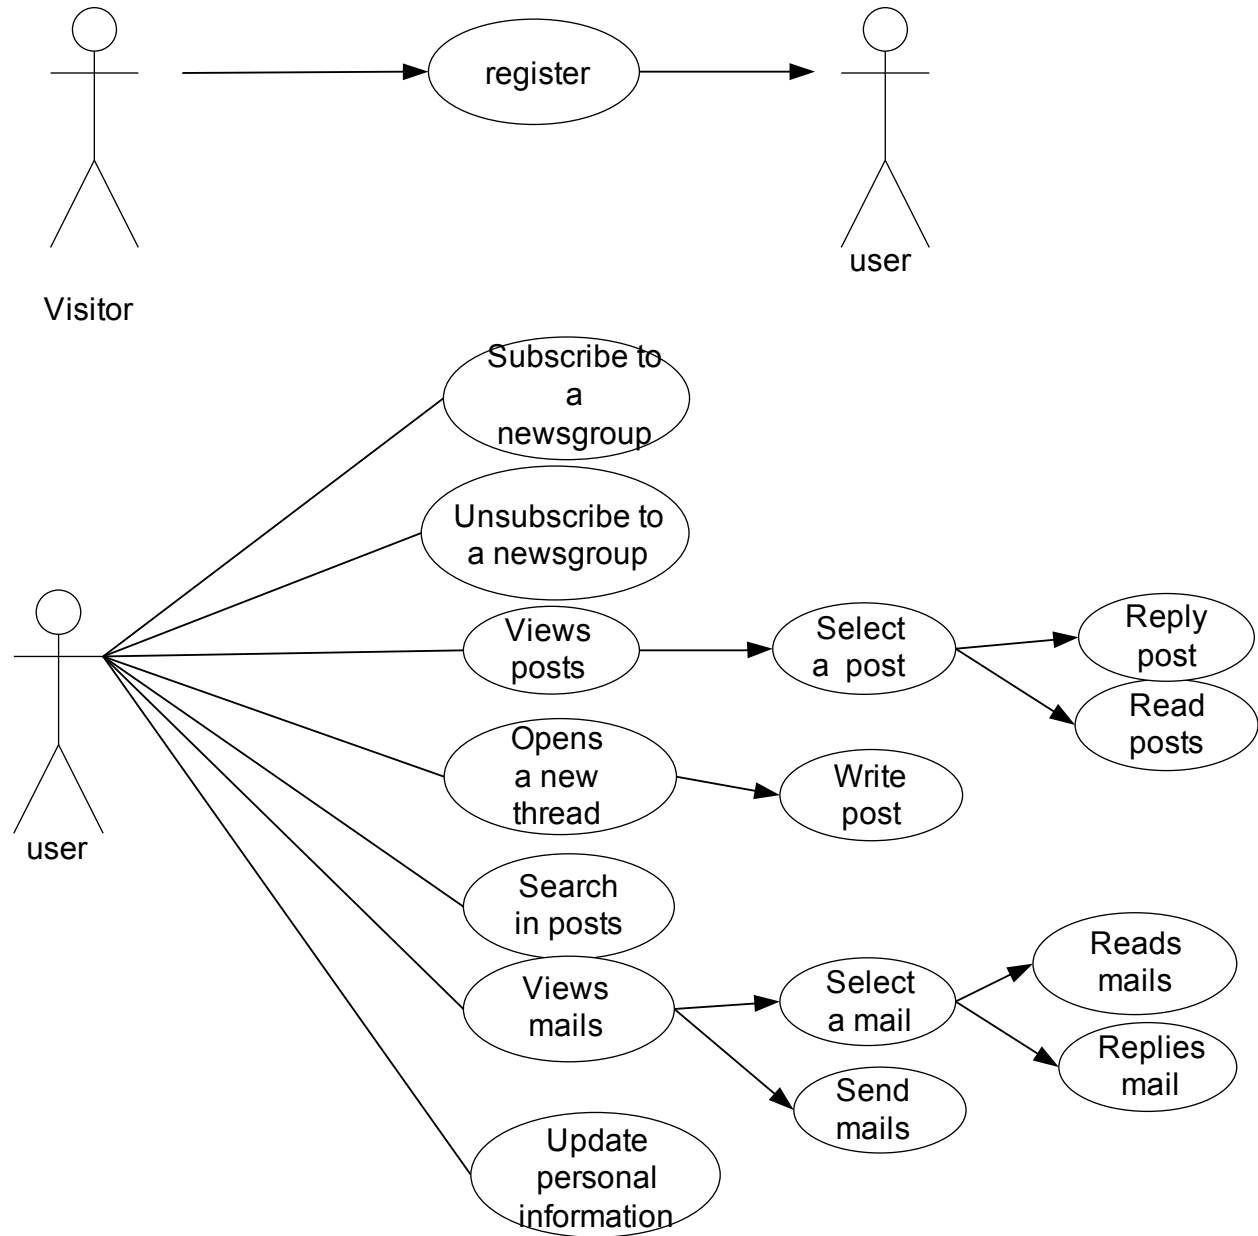 register
user
Visitor
Subscribe to
a
newsgroup
Unsubscribe to
a newsgroup
Views
posts
Select
a post
Reply
post
Read
posts
Opens
a new
thread
Write
post
user
Search
in posts
Views
mails
Select
a mail
Reads
mails
Replies
mail
Send
mails
Update
personal
information